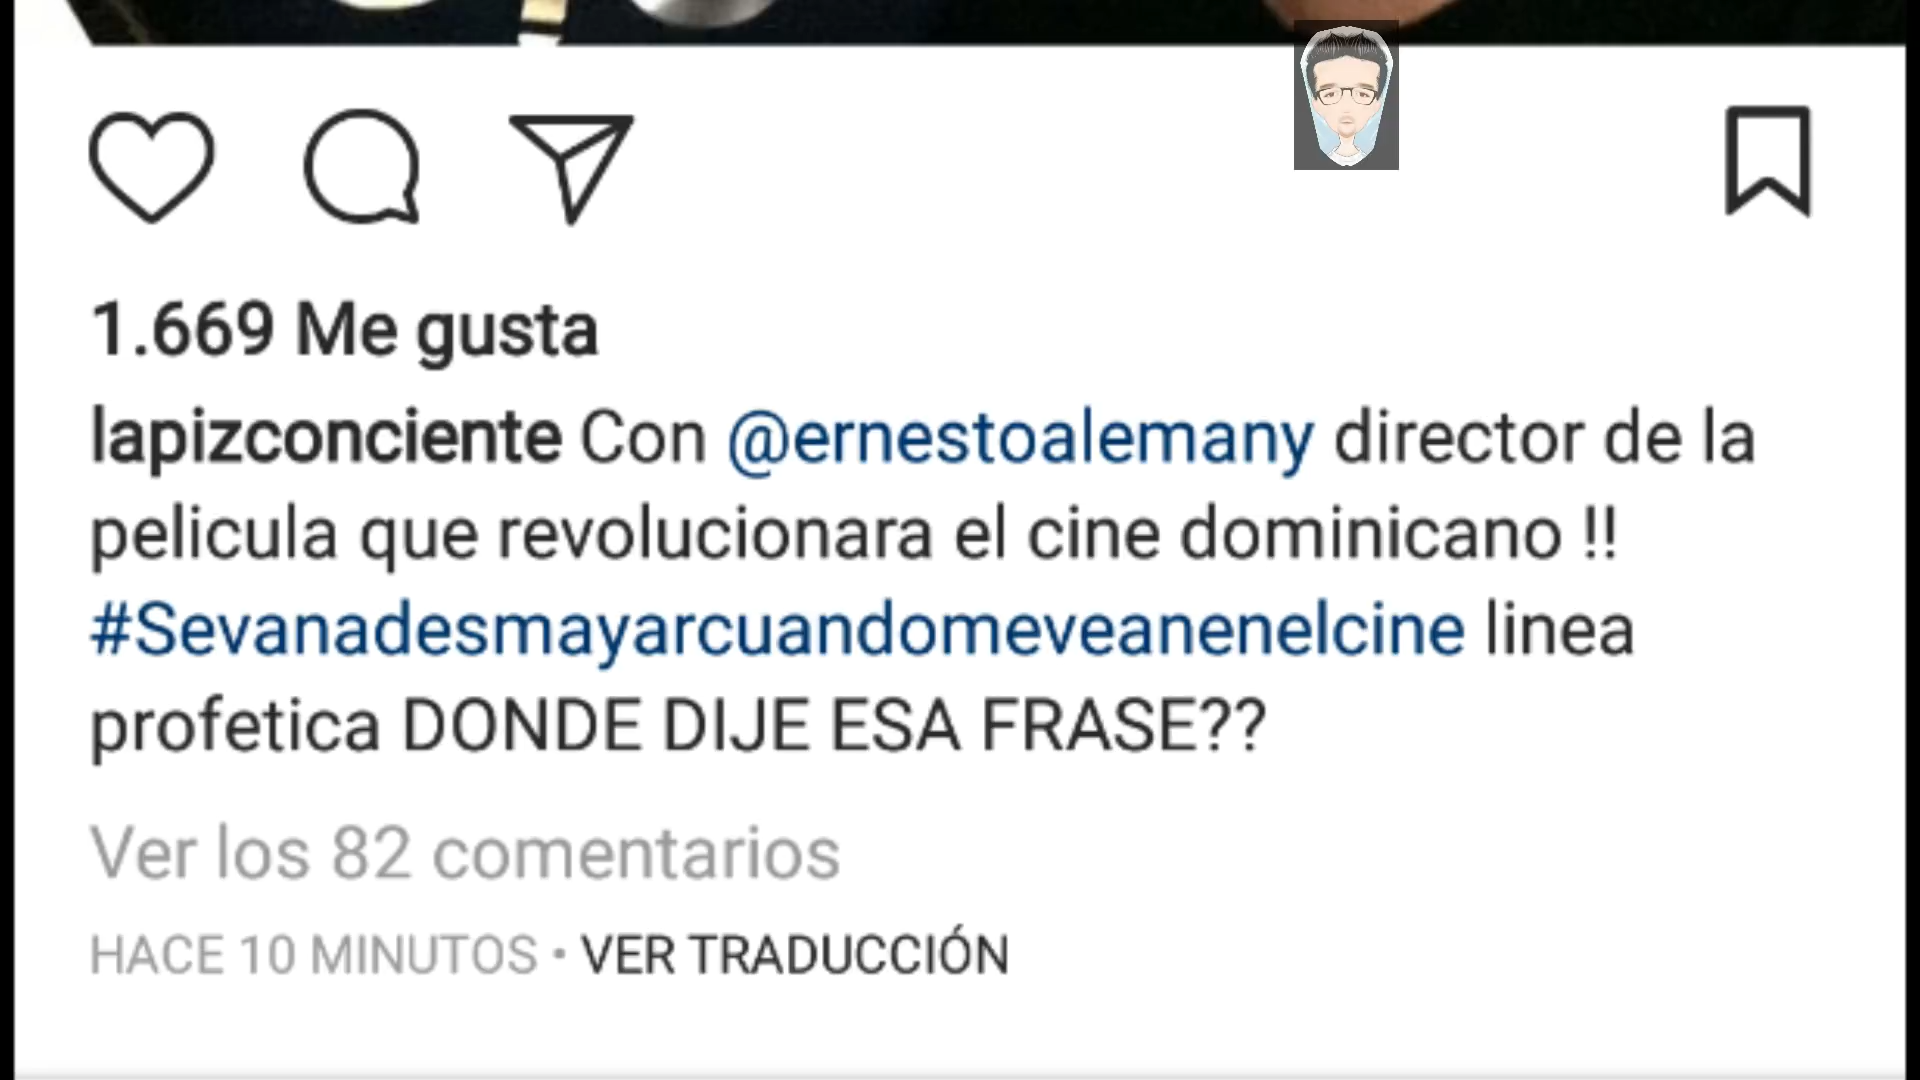 1.669 Me gusta
lapizconciente Con @ernestoalemany director de la
pelicula que revolucionara el cine dominicano !!
#Sevanadesmayarcuandomeveanenelcine linea
profetica DONDE DIJE ESA FRASE??
Ver los 82 comentarios
HACE 10 MINUTOS • VER TRADUCCIÓN